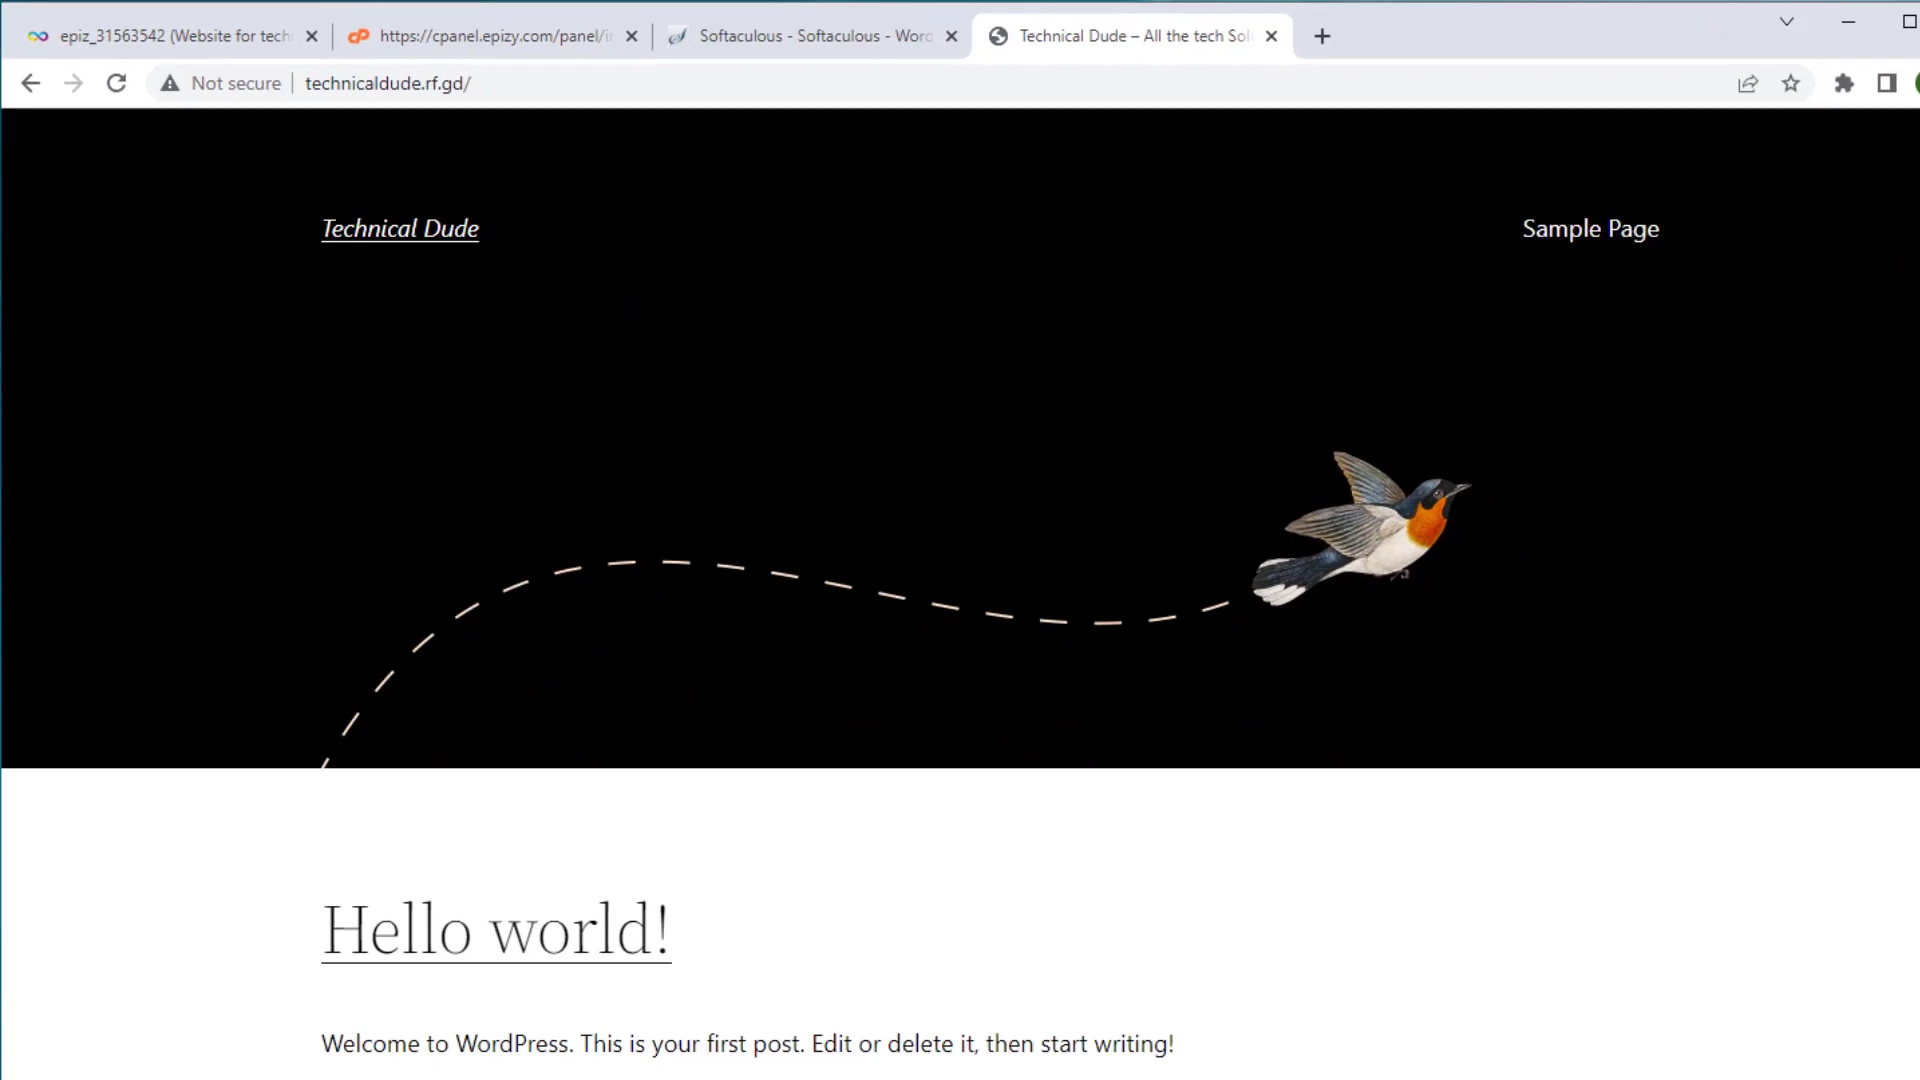 epiz_31563542 (Website for tech
https://cpanel.epizy.com/panel/i
Softaculous - Softaculous - Word
Technical Dude – All the tech Sol
Not secure
technicaldude.rf.gd/
Technical Dude
Sample Page
Hello world!
Welcome to WordPress. This is your first post. Edit or delete it, then start writing!